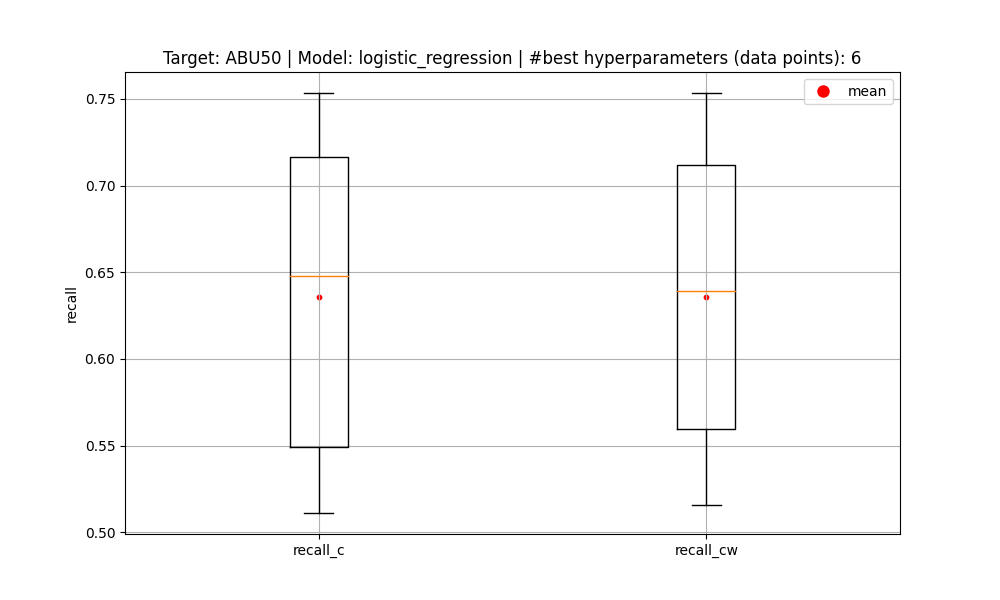 Target: ABU50 | Model: logistic_regression | #best hyperparameters (data points): 6
mean
0.75
0.70
0.65
0.60
0.55
0.50
recall
recall_c
recall_cw